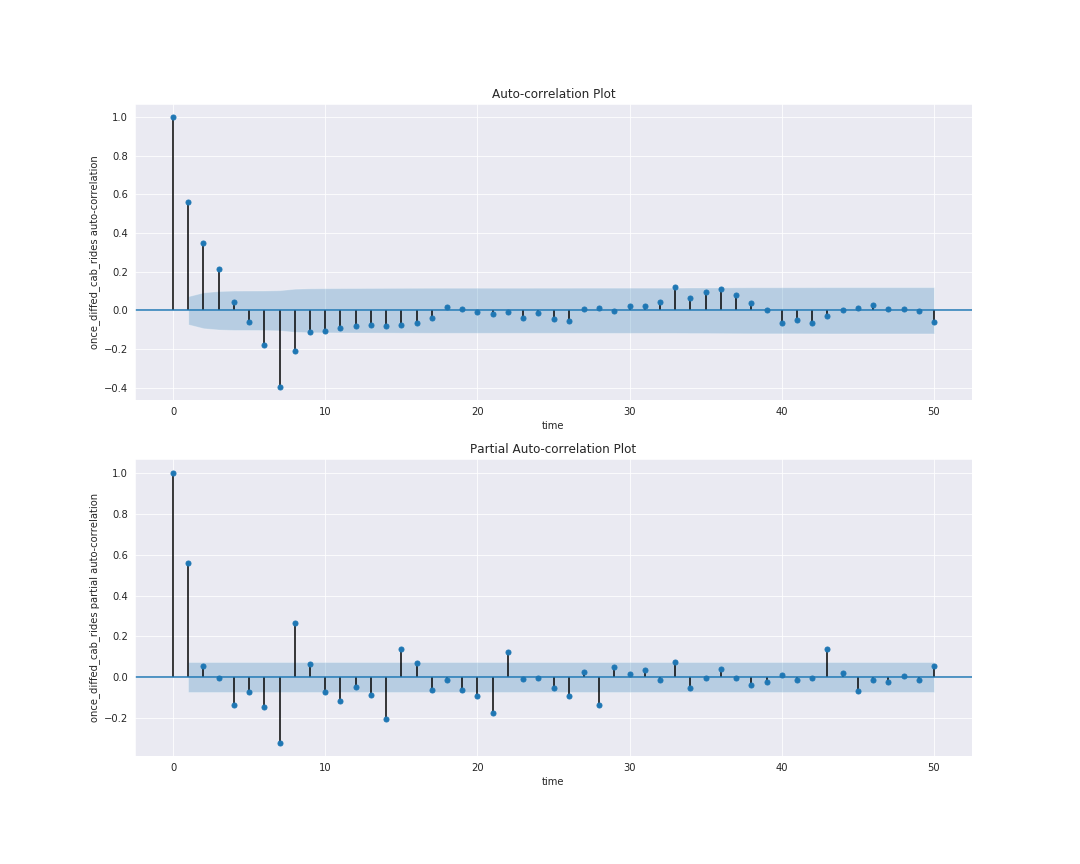 Auto-correlation Plot
once_diffed_cab_rides auto-correlation
1.0
0.8
0.6
0.4
0.2
0.0
−0.2
−0.4
0 10 20 30 40 50
time
Partial Auto-correlation Plot
once_diffed_cab_rides partial auto-correlation
1.0
0.8
0.6
0.4
0.2
0.0
−0.2
0 10 20 30 40 50
time